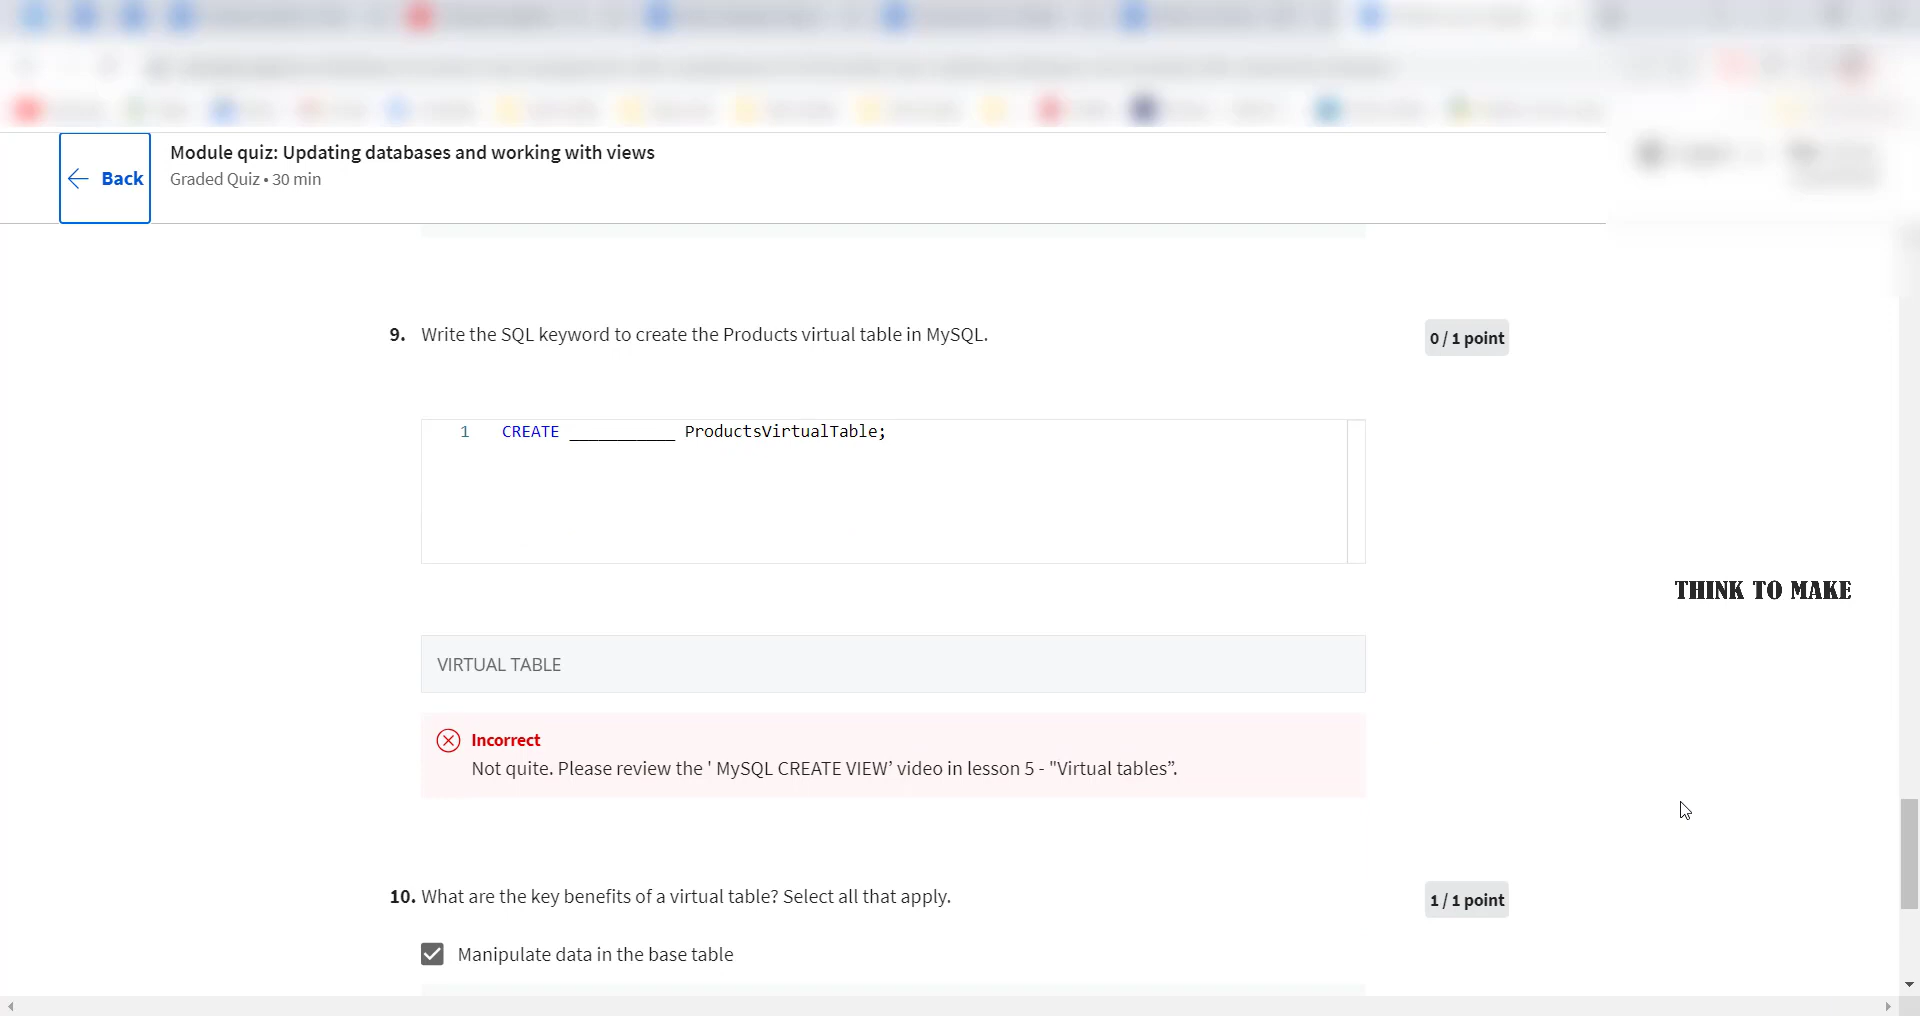 Back
Module quiz: Updating databases and working with views
Graded Quiz • 30 min
9. Write the SQL keyword to create the Products virtual table in MySQL.
0 / 1 point
1 CREATE ___________ ProductsVirtualTable;
THINK TO MAKE
VIRTUAL TABLE
Incorrect
Not quite. Please review the ' MySQL CREATE VIEW’ video in lesson 5 - "Virtual tables”.
10. What are the key benefits of a virtual table? Select all that apply.
1 / 1 point
Manipulate data in the base table